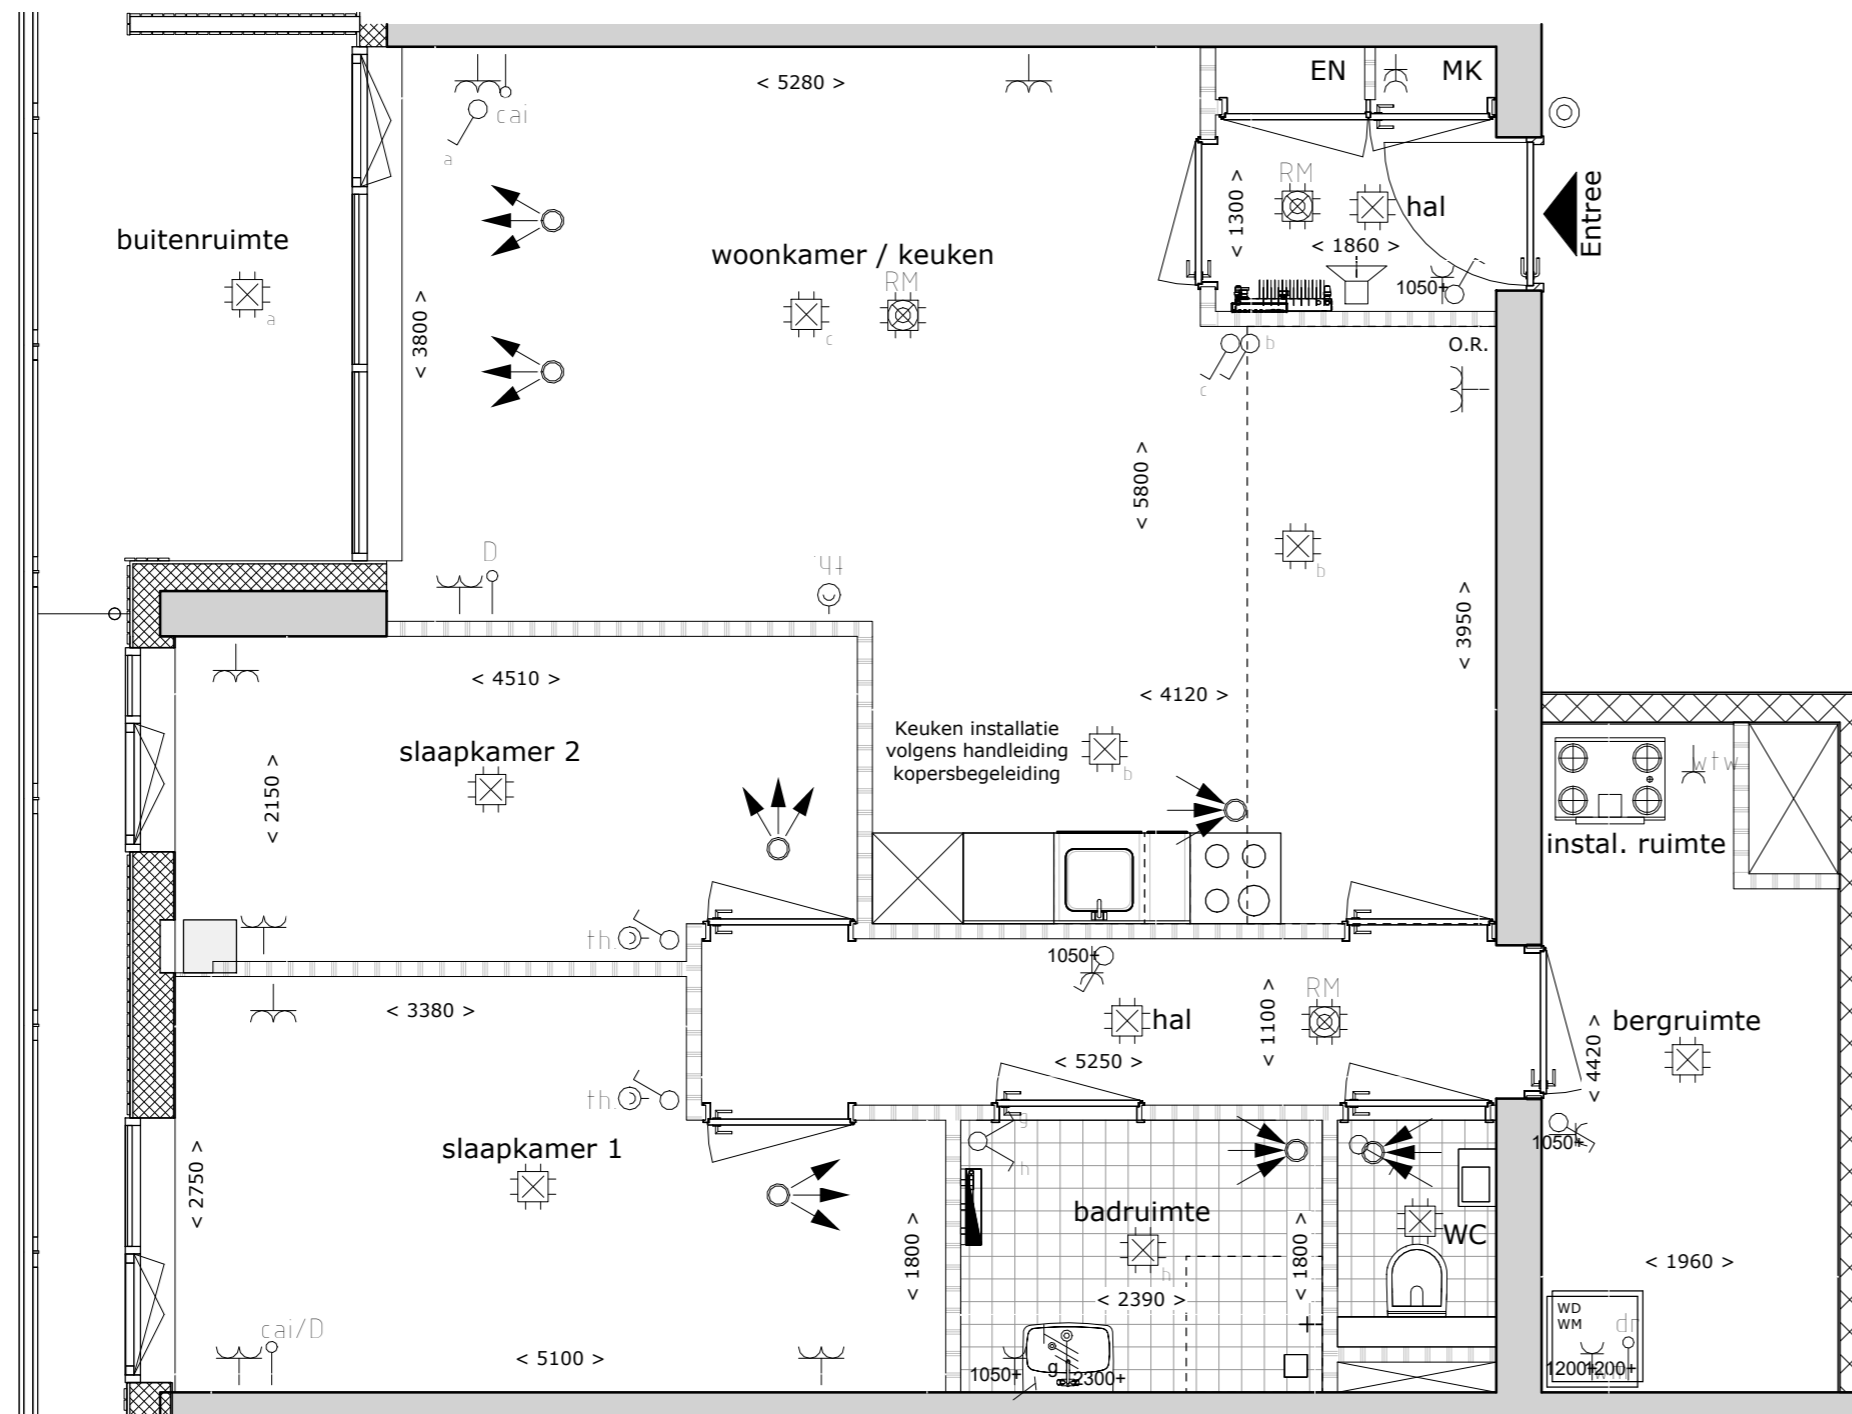 EN
MK
< 5280 >
cai
a
RM
hal
< 1300 >
< 1860 >
1050+
Entree
buitenruimte
a
woonkamer / keuken
RM
c
< 3800 >
b
c
O.R.
< 5800 >
b
D
< 3950 >
< 4510 >
< 4120 >
slaapkamer 2
Keuken installatie
volgens handleiding
kopersbegeleiding
b
< 2150 >
wtw
instal. ruimte
th.
1050+
< 3380 >
hal
RM
< 1100 >
< 5250 >
bergruimte
< 4420 >
th.
g
h
1050+
slaapkamer 1
< 2750 >
badruimte
h
WC
< 1800 >
< 1800 >
< 2390 >
< 1960 >
cai/D
< 5100 >
1050+
g
2300+
WD
WM
dr
1200+
1200+
wm